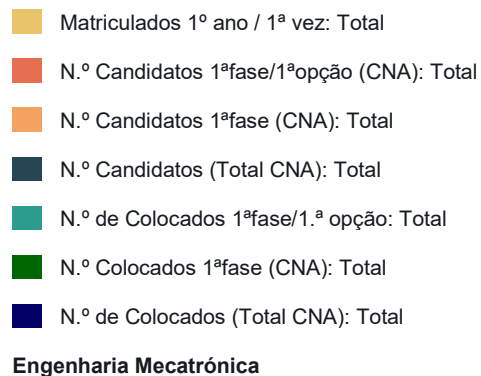 Matriculados 1º ano / 1ª vez: Total
N.º Candidatos 1ªfase/1ªopção (CNA): Total
N.º Candidatos 1ªfase (CNA): Total
N.º Candidatos (Total CNA): Total
N.º de Colocados 1ªfase/1.ª opção: Total
N.º Colocados 1ªfase (CNA): Total
N.º de Colocados (Total CNA): Total
Engenharia Mecatrónica